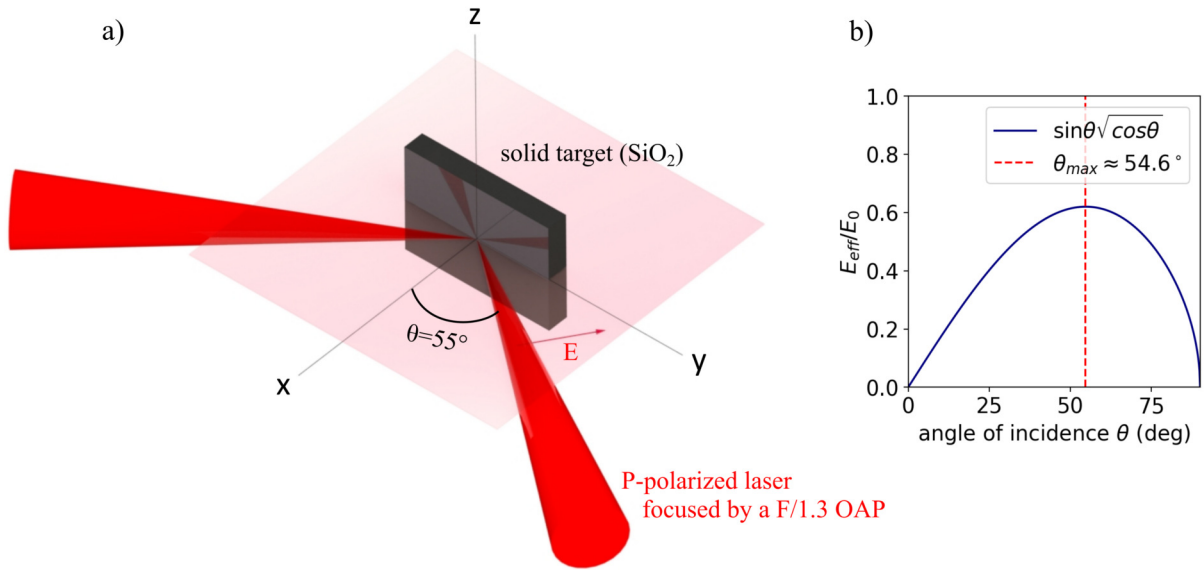 a)
z
solid target (SiO₂)
θ=55°
E
x
y
P-polarized laser
focused by a F/1.3 OAP
b)
1.0
0.8
0.6
0.4
0.2
0.0
E_eff/E_0
sinθ√cosθ
θ_max ≈ 54.6°
0 25 50 75
angle of incidence θ (deg)